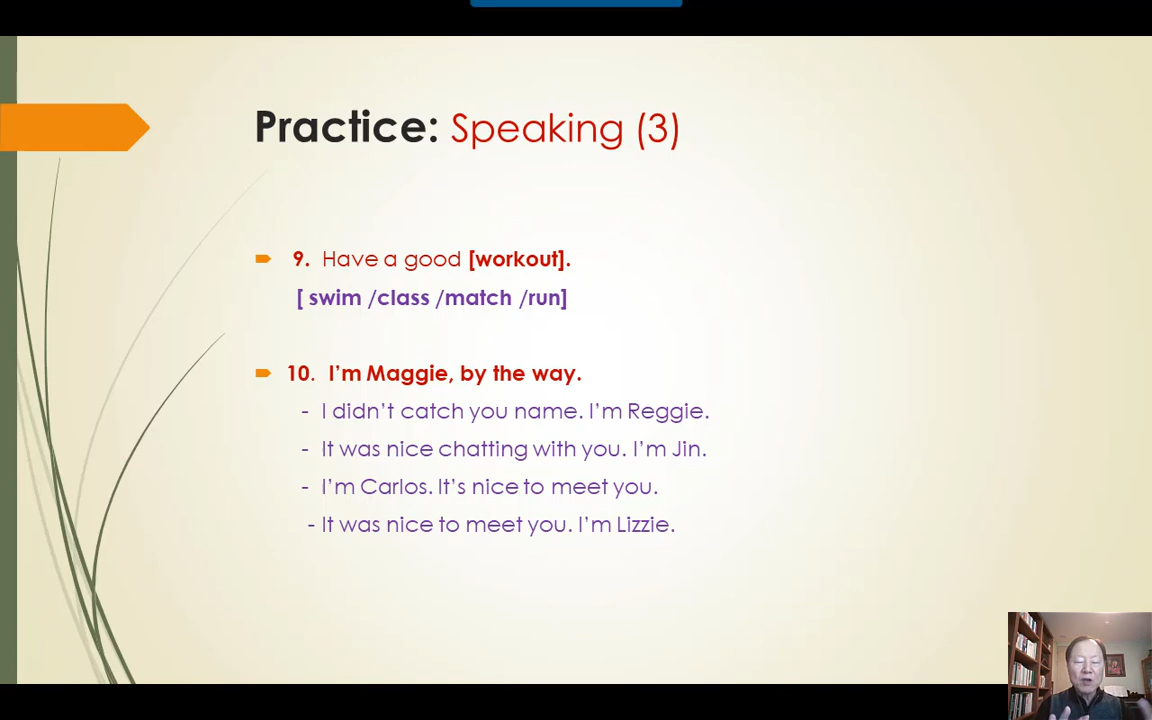 Practice: Speaking (3)
9. Have a good [workout].
[ swim /class /match /run]
10. I'm Maggie, by the way.
- I didn't catch you name. I'm Reggie.
- It was nice chatting with you. I'm Jin.
- I'm Carlos. It's nice to meet you.
- It was nice to meet you. I'm Lizzie.